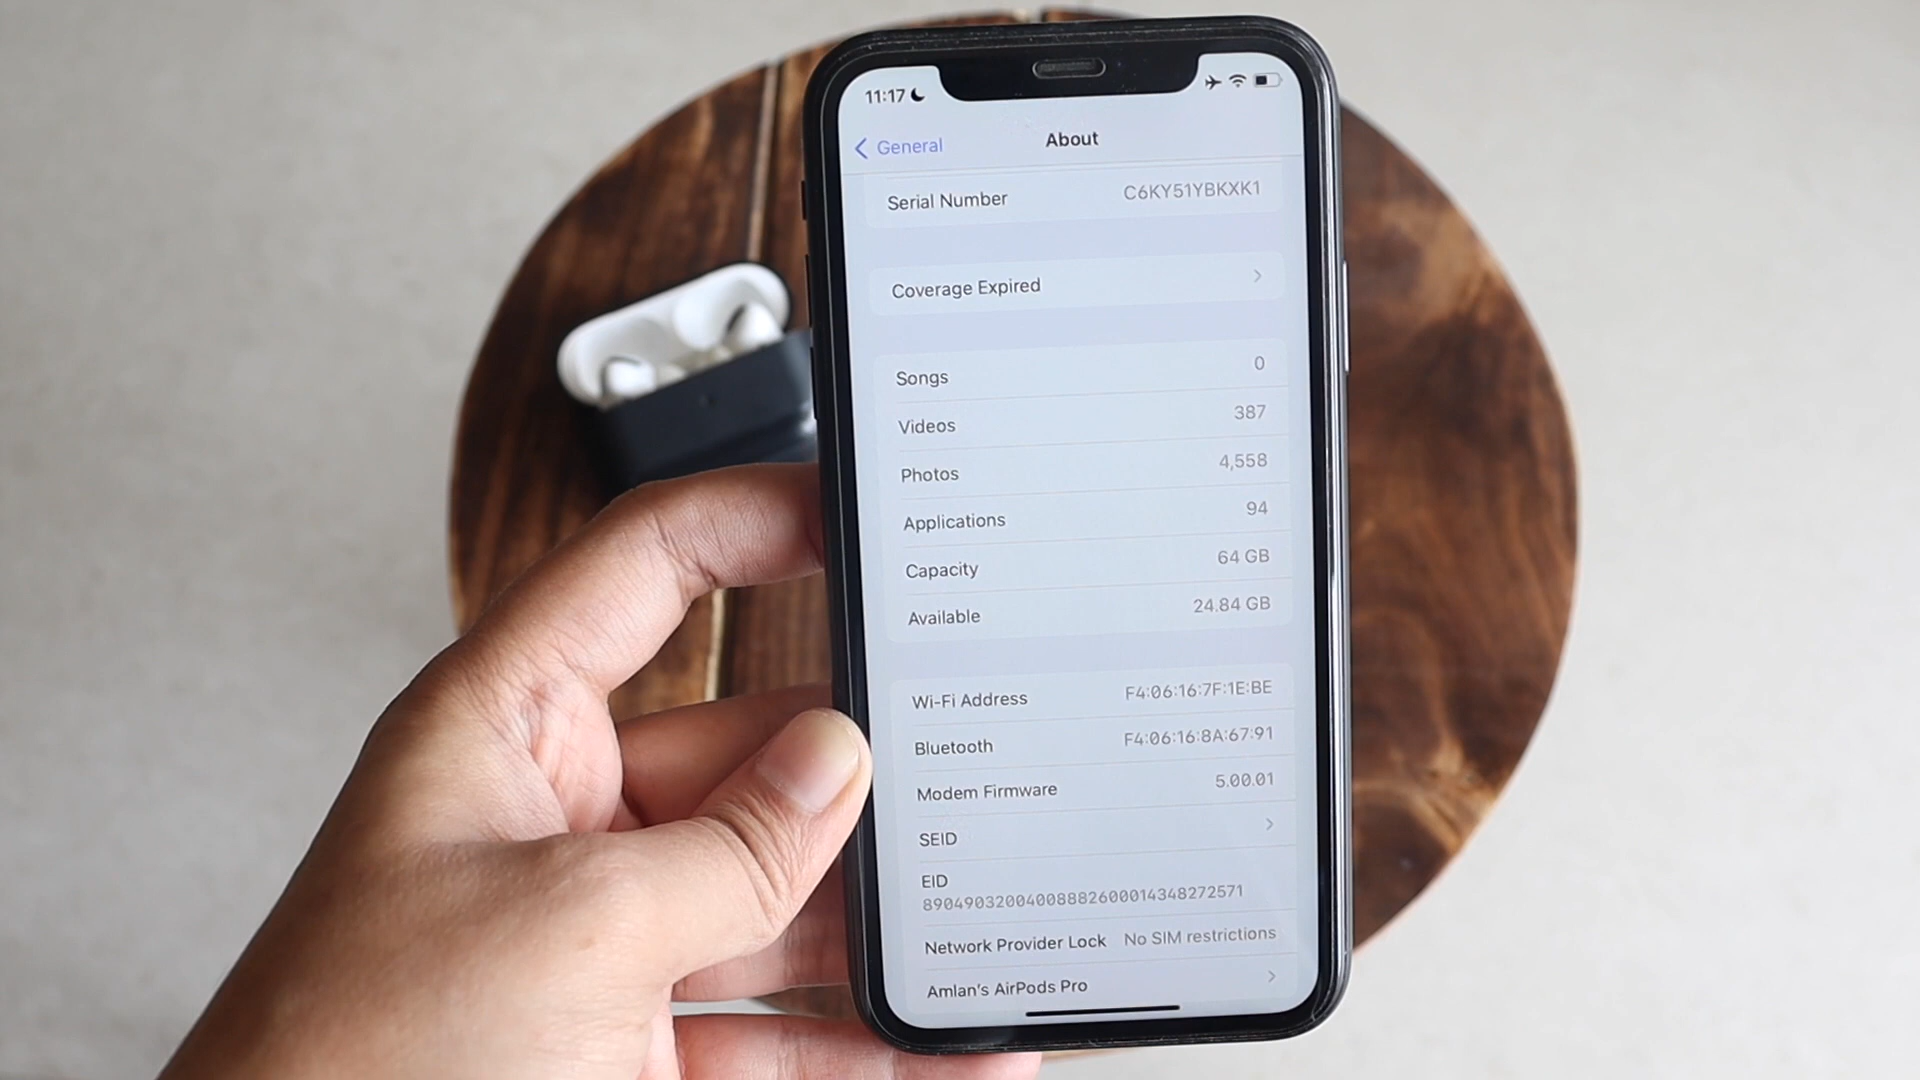 11:17
General
About
Serial Number C6KY51YBKXK1
Coverage Expired
Songs 0
Videos 387
Photos 4,558
Applications 94
Capacity 64 GB
Available 24.84 GB
Wi-Fi Address F4:06:16:7F:1E:BE
Bluetooth F4:06:16:8A:67:91
Modem Firmware 5.00.01
SEID
EID
89049032004008882600014348272571
Network Provider Lock No SIM restrictions
Amlan's AirPods Pro